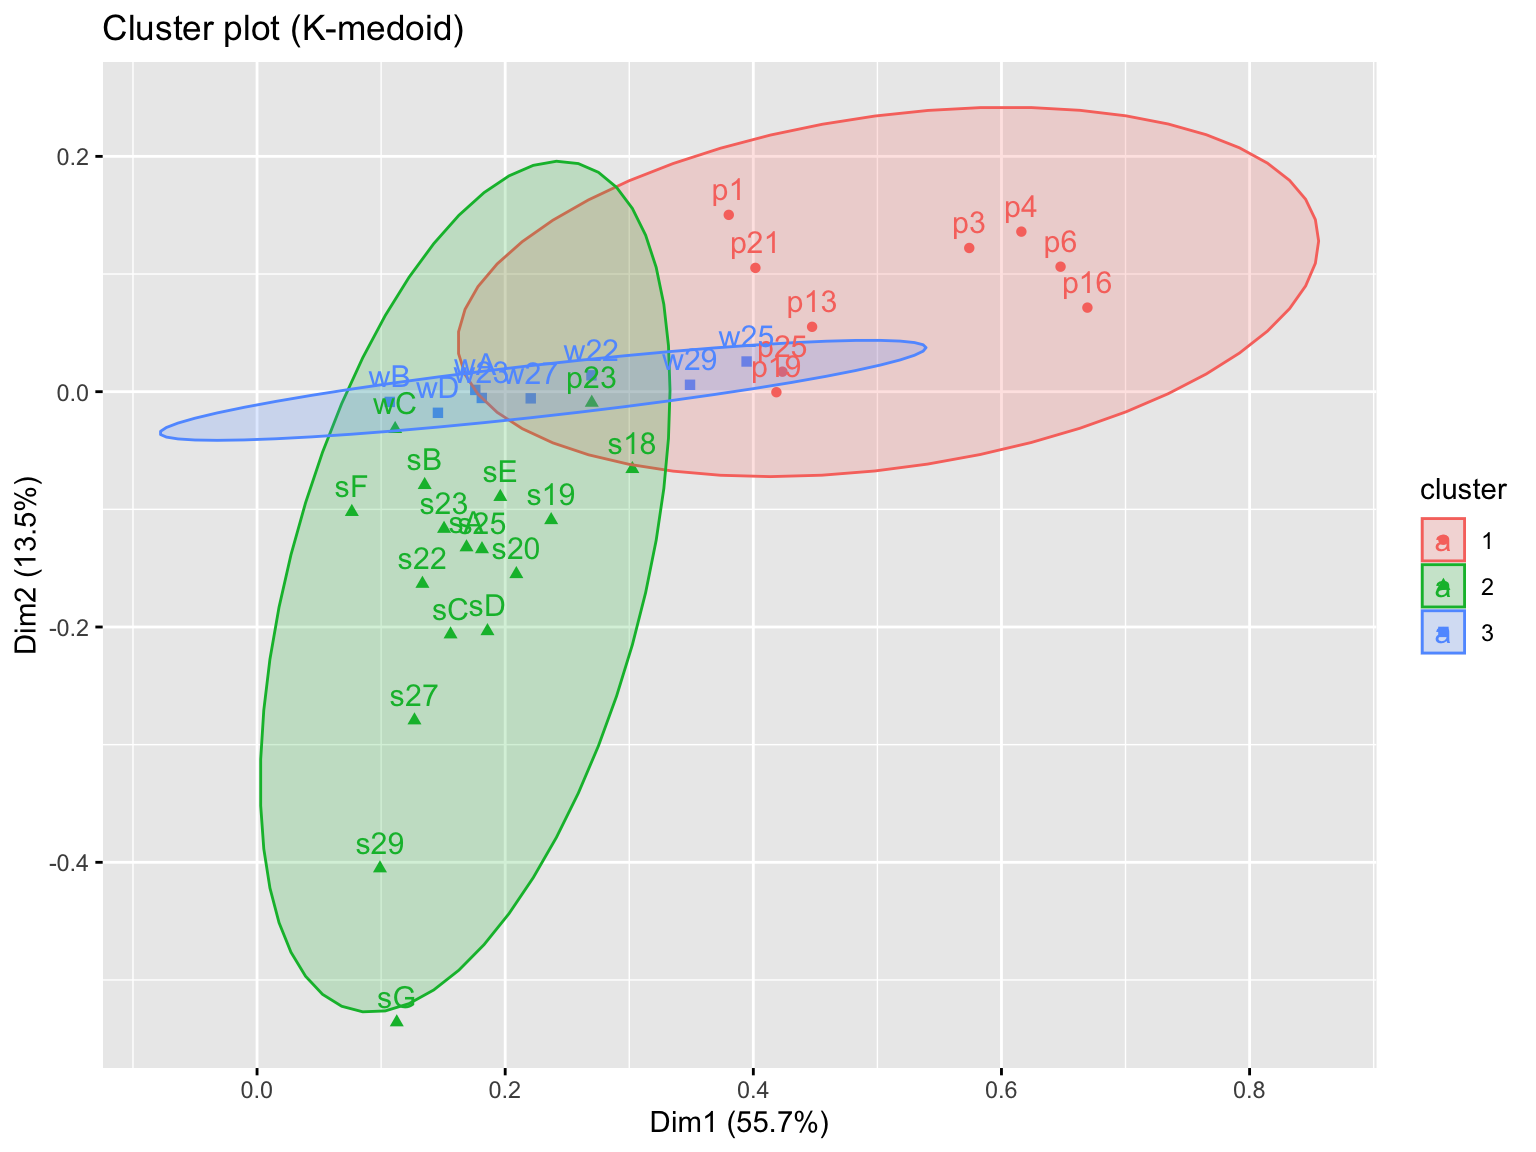 Cluster plot (K-medoid)
Dim2 (13.5%)
0.2
0.0
-0.2
-0.4
p1
p4
p3
p21
p6
p16
p13
w25
p25
w22
w29
p19
wA
w23
w27
wB
p23
wD
wC
s18
sB
sE
sF
s19
s23
sA
s25
s20
s22
sC
sD
s27
s29
sG
0.0
0.2
0.4
0.6
0.8
Dim1 (55.7%)
cluster
a 1
a 2
a 3